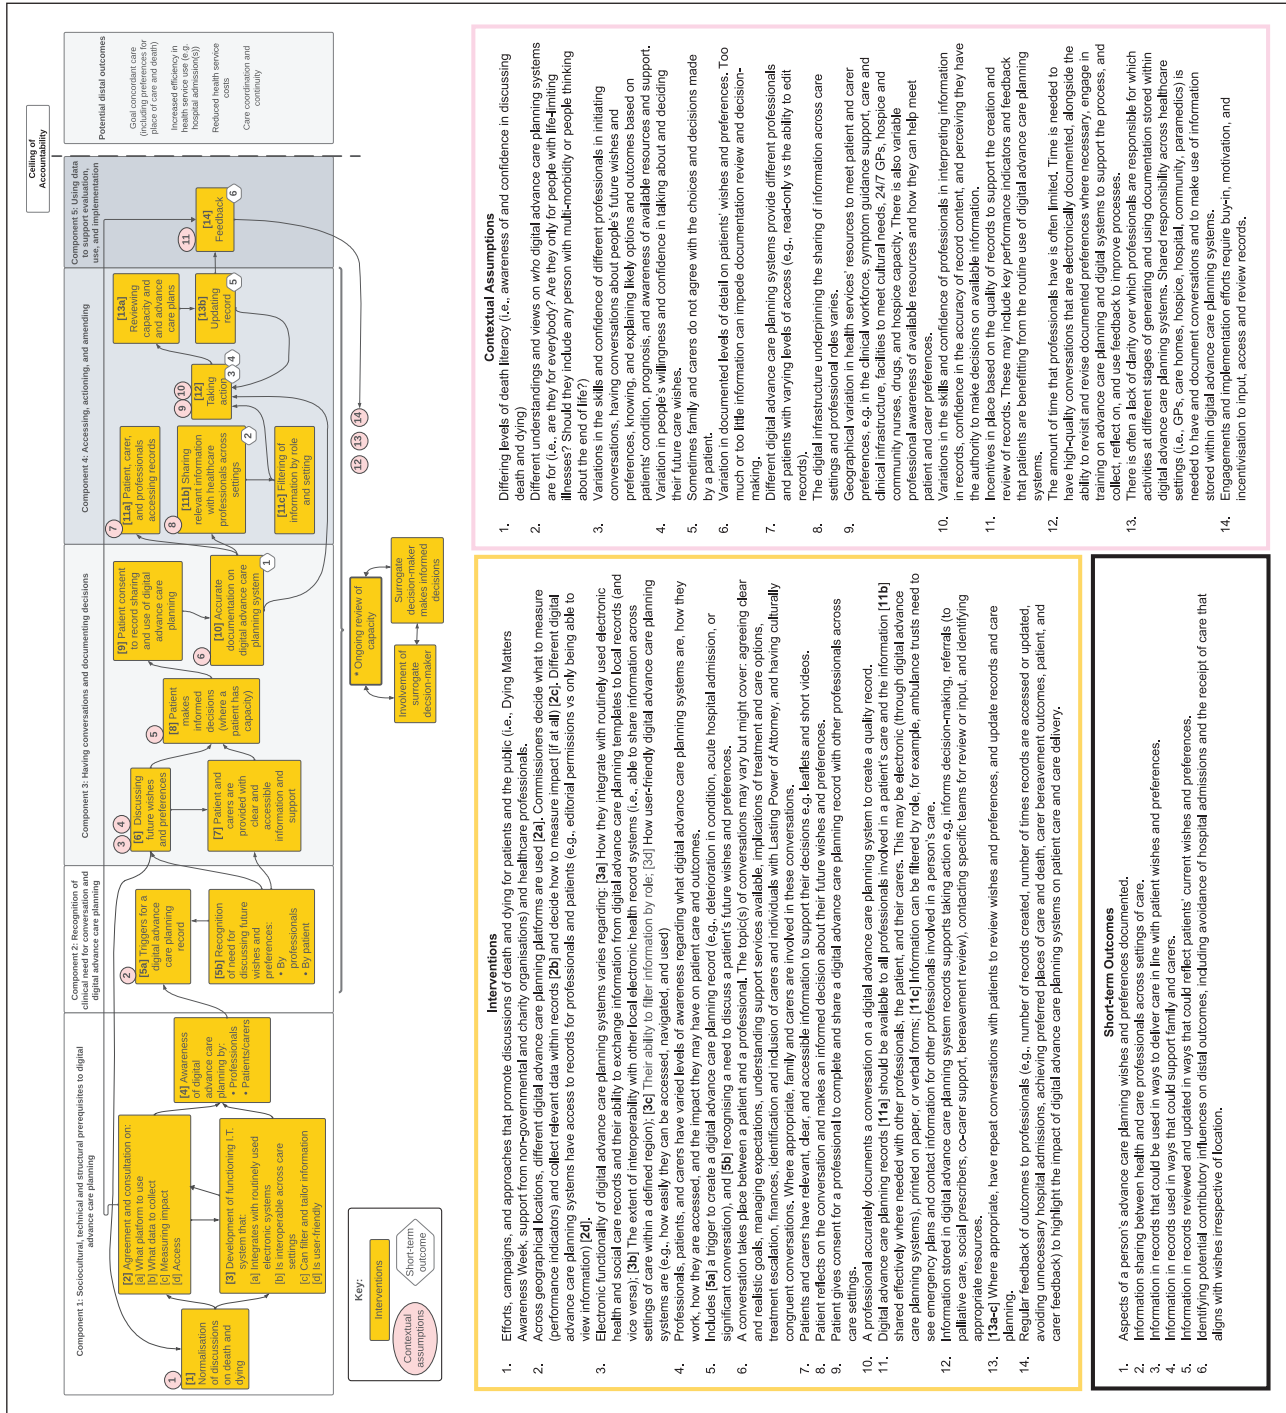 Ceiling of
Accountability
Component 1: Sociocultural, technical and structural prerequisites to digital
advance care planning
Component 2: Recognition of
clinical need for conversation and
digital advance care planning
Component 3: Having conversations and documenting decisions
Component 4: Accessing, actioning, and amending
Component 5: Using data
to support evaluation,
use, and implementation
Potential distal outcomes
Goal concordant care
(including preferences for
place of care and death)
Increased efficiency in
health service use (e.g.
hospital admission(s))
Reduced health service
costs
Care coordination and
continuity
1
[1]
Normalisation
of discussions
on death and
dying
[2] Agreement and consultation on:
[a] What platform to use
[b] What data to collect
[c] Measuring impact
[d] Access
[3] Development of functioning I.T.
system that:
[a] Integrates with routinely used
electronic systems
[b] Is interoperable across care
settings
[c] Can filter and tailor information
[d] Is user-friendly
[4] Awareness
of digital
advance care
planning by:
• Professionals
• Patients/carers
2
[5a] Triggers for a
digital advance
care planning
record
[5b] Recognition
of need for
discussing future
wishes and
preferences:
• By
professionals
• By patient
3
4
[6] Discussing
future wishes
and preferences
[7] Patient and
carers are
provided with
clear and
accessible
information and
support
5
[8] Patient
makes
informed
decisions
(where a
patient has
capacity)
[9] Patient consent
to record sharing
and use of digital
advance care
planning
6
[10] Accurate
documentation on
digital advance care
planning system
1
7
[11a] Patient, carer,
and professionals
accessing records
8
[11b] Sharing
relevant information
with healthcare
professionals across
settings
2
[11c] Filtering of
information by role
and setting
9
10
[12]
Taking
action
3
4
[13a]
Reviewing
capacity and
and advance
care plans
[13b]
Updating
record
5
11
[14]
Feedback
6
12
13
14
* Ongoing review of
capacity
Involvement of
surrogate
decsion-maker
Surrogate
decision-maker
makes informed
decisions
Key:
Contextual
assumptions
Interventions
Short-term
outcome
Interventions
1. Efforts, campaigns, and approaches that promote discussions of death and dying for patients and the public (i.e., Dying Matters
Awareness Week, support from non-governmental and charity organisations) and healthcare professionals.
2. Across geographical locations, different digital advance care planning platforms are used [2a]. Commissioners decide what to measure
(performance indicators) and collect relevant data within records [2b] and decide how to measure impact [if at all) [2c]. Different digital
advance care planning systems have access to records for professionals and patients (e.g., editorial permissions vs only being able to
view information) [2d].
3. Electronic functionality of digital advance care planning systems varies regarding: [3a] How they integrate with routinely used electronic
health and social care records and their ability to exchange information from digital advance care planning templates to local records (and
vice versa); [3b] The extent of interoperability with other local electronic health record systems (i.e., able to share information across
settings of care within a defined region); [3c] Their ability to filter information by role; [3d] How user-friendly digital advance care planning
systems are (e.g., how easily they can be accessed, navigated, and used)
4. Professionals, patients, and carers have varied levels of awareness regarding what digital advance care planning systems are, how they
work, how they are accessed, and the impact they may have on patient care and outcomes.
5. Includes [5a] a trigger to create a digital advance care planning record (e.g., deterioration in condition, acute hospital admission, or
significant conversation), and [5b) recognising a need to discuss a patient's future wishes and preferences.
6. A conversation takes place between a patient and a professional. The topic(s) of conversations may vary but might cover: agreeing clear
and realistic goals, managing expectations, understanding support services available, implications of treatment and care options,
treatment escalation, identification and inclusion of advance carers and individuals with Lasting Power of Attorney, and having culturally
congruent conversations. Where appropriate, family and carers are involved in these conversations.
7. Patients and carers have relevant, clear, and accessible information to support their decisions e.g. leaflets and short videos.
8. Patient reflects on the conversation and makes an informed decision about their future wishes and preferences.
9. Patient gives consent for a professional to complete and share a digital advance care planning record with other professionals across
care settings.
10. A professional accurately documents a conversation on a digital advance care planning system to create a quality record.
11. Digital advance care planning records [11a] should be available to all professionals involved in a patient's care and the information [11b]
shared effectively where needed with other professionals, the patient, and their carers. This may be electronic (through digital advance
care planning systems), printed on paper, or verbal forms; [11c] Information can be filtered by role, for example, ambulance trusts need to
see emergency plans and contact information for other professionals involved in a person's care.
12. Information stored in digital advance care planning system records supports taking action e.g, informs decision-making, referrals (to
palliative care, social prescribers, co-carer support, bereavement review), contacting specific teams for review or input, and identifying
appropriate resources.
13. [13a-c] Where appropriate, have repeat conversations with patients to review wishes and preferences, and update records and care
planning.
14. Regular feedback of outcomes to professionals (e.g., number of records created, number of times records are accessed or updated,
avoiding unnecessary hospital admissions, achieving preferred places of care and death, carer bereavement outcomes, patient, and
carer feedback) to highlight the impact of digital advance care planning systems on patient care and care delivery.
Contextual Assumptions
1. Differing levels of death literacy (i.e., awareness of and confidence in discussing
death and dying)
2. Different understandings and views on who digital advance care planning systems
are for (i.e., are they for everybody? Are they only for people with life-limiting
illnesses? Should they include any person with multi-morbidity or people thinking
about the end of life?)
3. Variations in the skills and confidence of different professionals in initiating
conversations, having conversations about people's future wishes and
preferences, knowing, and explaining likely options and outcomes based on
patients' condition, prognosis, and awareness of available resources and support.
4. Variation in people's willingness and confidence in talking about and deciding
their future care wishes.
5. Sometimes family and carers do not agree with the choices and decisions made
by a patient.
6. Variation in documented levels of detail on patients' wishes and preferences. Too
much or too little information can impede documentation review and decision-
making.
7. Different digital advance care planning systems provide different professionals
and patients with varying levels of access (e.g., read-only vs the ability to edit
records).
8. The digital infrastructure underpinning the sharing of information across care
settings and professional roles varies.
9. Geographical variation in health services' resources to meet patient and carer
preferences, e.g, in the clinical workforce, symptom guidance support, care and
clinical infrastructure, facilities to meet cultural needs, 24/7 GPs, hospice and
community nurses, drugs, and hospice capacity. There is also variable
professional awareness of available resources and how they can help meet
patient and carer preferences.
10. Variations in the skills and confidence of professionals in interpreting information
in records, confidence in the accuracy of record content, and perceiving they have
the authority to make decisions on available information.
11. Incentives in place based on the quality of records to support the creation and
review of records. These may include key performance indicators and feedback
that patients are benefitting from the routine use of digital advance care planning
systems.
12. The amount of time that professionals have is often limited. Time is needed to
have high-quality conversations that are electronically documented, alongside the
ability to revisit and revise documented preferences where necessary, engage in
training on advance care planning and digital systems to support the process, and
collect, reflect on, and use feedback to improve processes.
13. There is often a lack of clarity over which professionals are responsible for which
activities at different stages of generating and using documentation stored within
digital advance care planning systems. Shared responsibility across healthcare
settings (i.e., GPs, care homes, hospice, hospital, community, paramedics) is
needed to have and document conversations and to make use of information
stored within digital advance care planning systems.
14. Engagements and implementation efforts require buy-in, motivation, and
incentivisation to input, access and review records.
Short-term Outcomes
1. Aspects of a person's advance care planning wishes and preferences documented.
2. Information sharing between health and care professionals across settings of care.
3. Information in records that could be used in ways to deliver care in line with patient wishes and preferences.
4. Information in records used in ways that could support family and carers.
5. Information in records reviewed and updated in ways that could reflect patients' current wishes and preferences.
6. Identifying potential contributory influences on distal outcomes, including avoidance of hospital admissions and the receipt of care that
aligns with wishes irrespective of location.